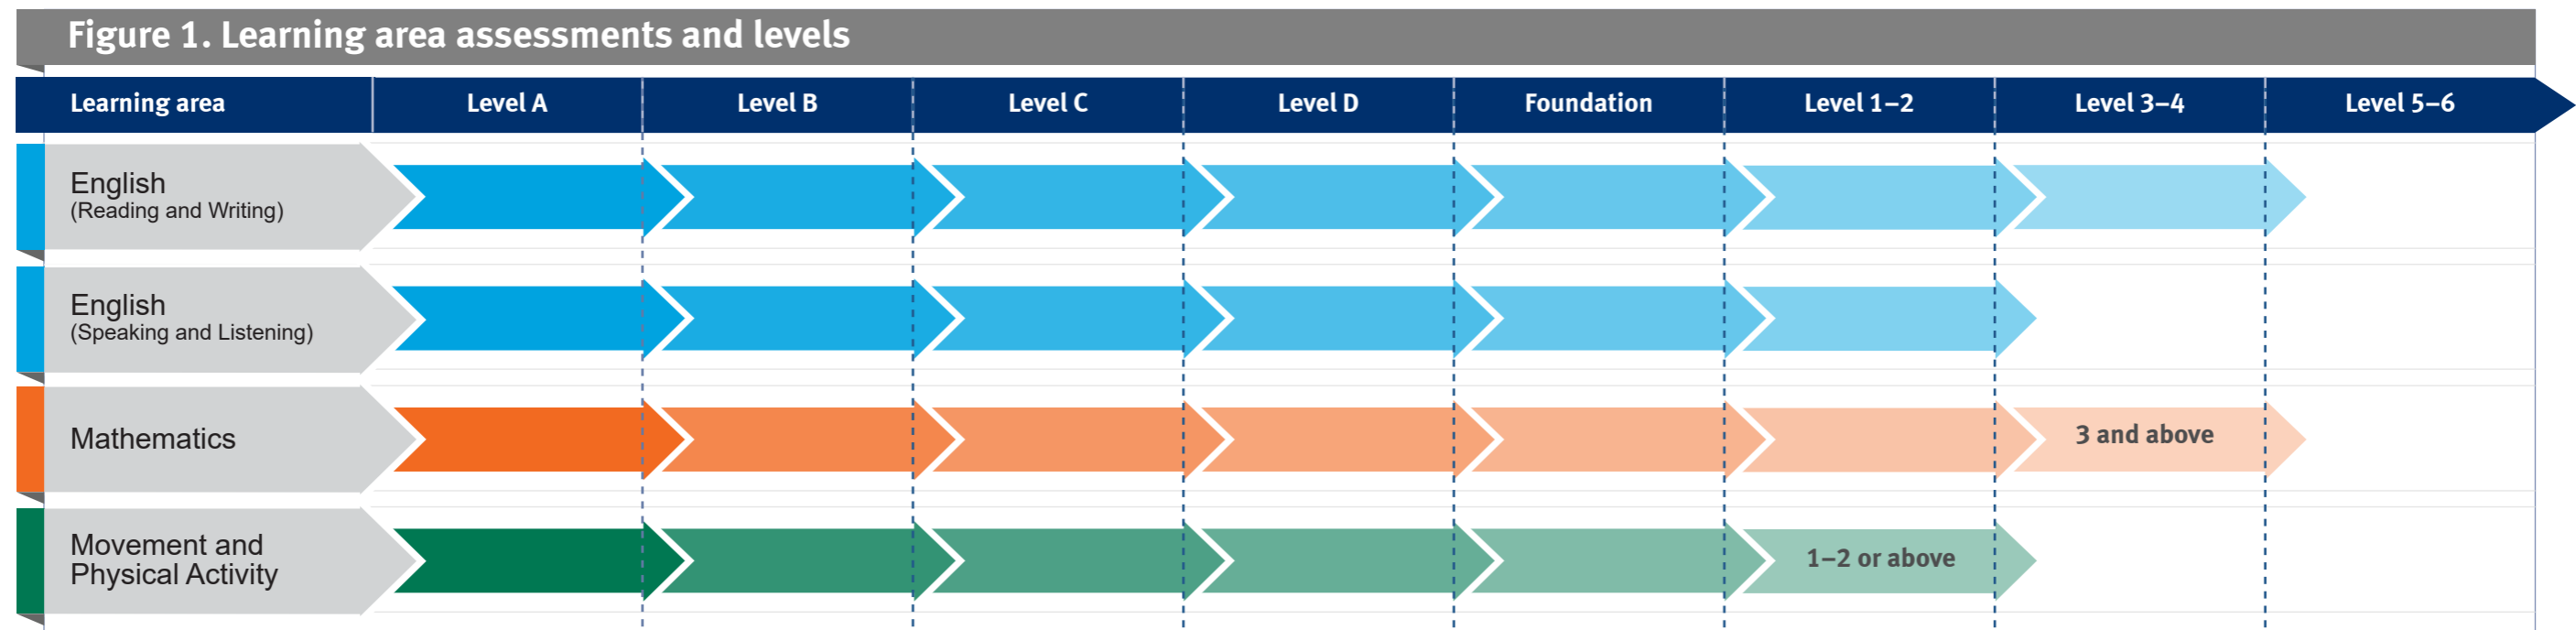 Figure 1. Learning area assessments and levels
Learning area Level A Level B Level C Level D Foundation Level 1–2 Level 3–4 Level 5–6
English
(Reading and Writing)
English
(Speaking and Listening)
Mathematics 3 and above
Movement and
Physical Activity 1–2 or above